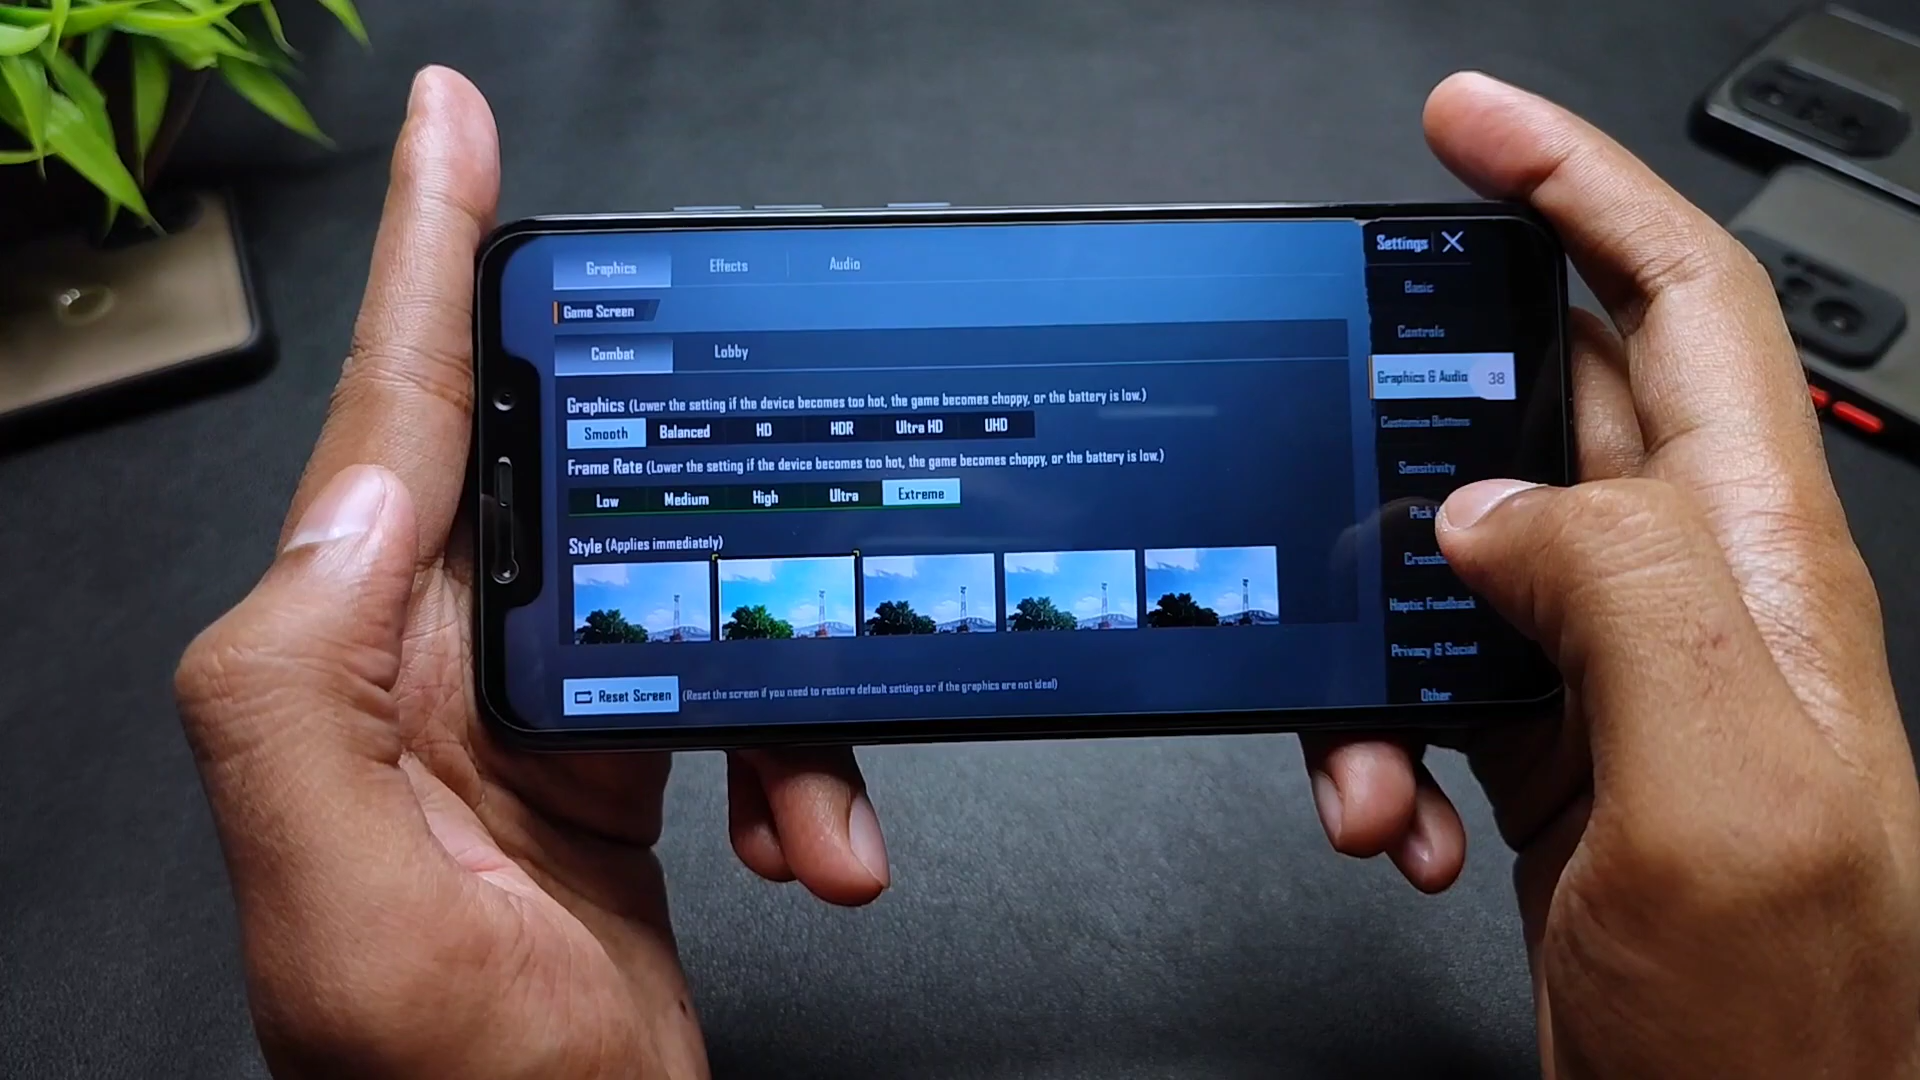 Graphics Effects Audio
Game Screen
Combat Lobby
Graphics (Lower the setting if the device becomes too hot, the game becomes choppy, or the battery is low.)
Smooth Balanced HD HDR Ultra HD UHD
Frame Rate (Lower the setting if the device becomes too hot, the game becomes choppy, or the battery is low.)
Low Medium High Ultra Extreme
Style (Applies immediately)
Reset Screen (Reset the screen if you need to restore default settings or if the graphics are not ideal)
Settings
Basic
Controls
Graphics & Audio 38
Customize Buttons
Sensitivity
Pick
Haptic Feedback
Privacy & Social
Other